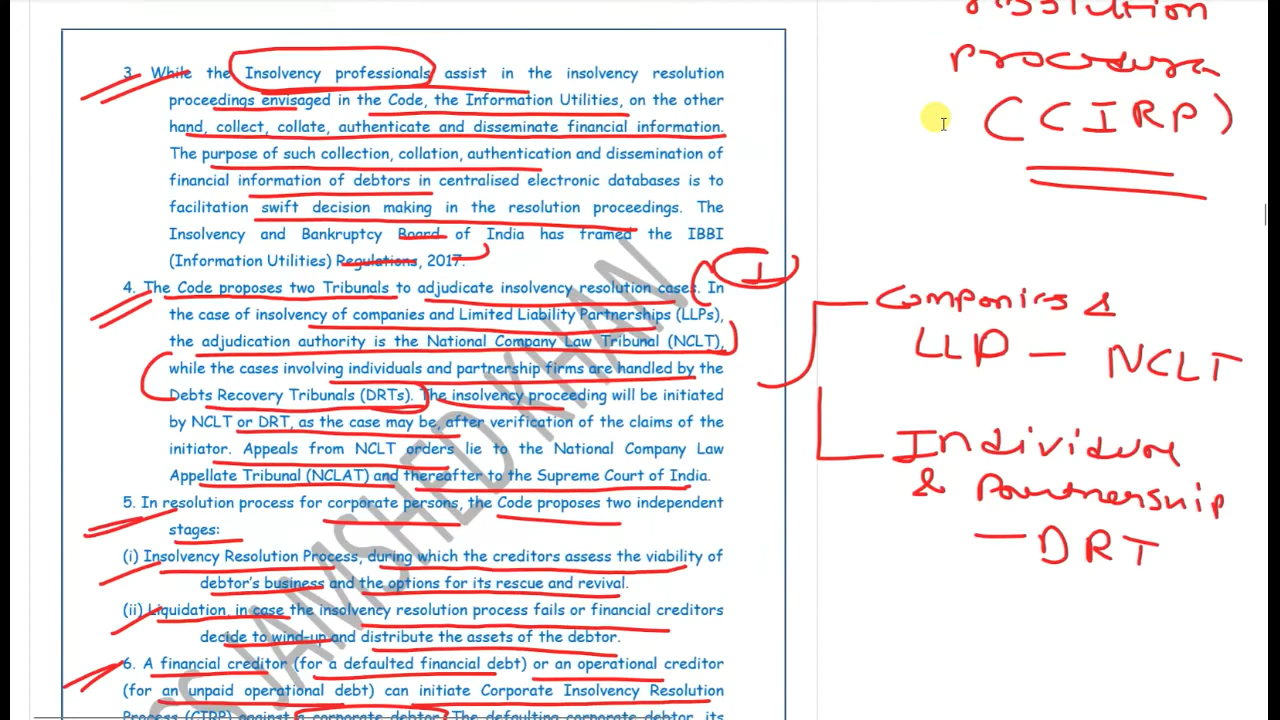 3. While the Insolvency professionals assist in the insolvency resolution
proceedings envisaged in the Code, the Information Utilities, on the other
hand, collect, collate, authenticate and disseminate financial information.
The purpose of such collection, collation, authentication and dissemination of
financial information of debtors in centralised electronic databases is to
facilitation swift decision making in the resolution proceedings. The
Insolvency and Bankruptcy Board of India has framed the IBBI
(Information Utilities) Regulations, 2017.
4. The Code proposes two Tribunals to adjudicate insolvency resolution cases. In
the case of insolvency of companies and Limited Liability Partnerships (LLPs),
the adjudication authority is the National Company Law Tribunal (NCLT),
while the cases involving individuals and partnership firms are handled by the
Debts Recovery Tribunals (DRTs). The insolvency proceeding will be initiated
by NCLT or DRT, as the case may be, after verification of the claims of the
initiator. Appeals from NCLT orders lie to the National Company Law
Appellate Tribunal (NCLAT) and thereafter to the Supreme Court of India.
5. In resolution process for corporate persons, the Code proposes two independent
stages:
(i) Insolvency Resolution Process, during which the creditors assess the viability of
debtor's business and the options for its rescue and revival.
(ii) Liquidation, in case the insolvency resolution process fails or financial creditors
decide to wind-up and distribute the assets of the debtor.
6. A financial creditor (for a defaulted financial debt) or an operational creditor
(for an unpaid operational debt) can initiate Corporate Insolvency Resolution
Process (CIRP) against a corporate debtor. The defaulting corporate debtor, its
SS JAMSHED KHAN
(CCIRP)
I
Companies &
LLP - NCLT
&
Partnership
- DRT